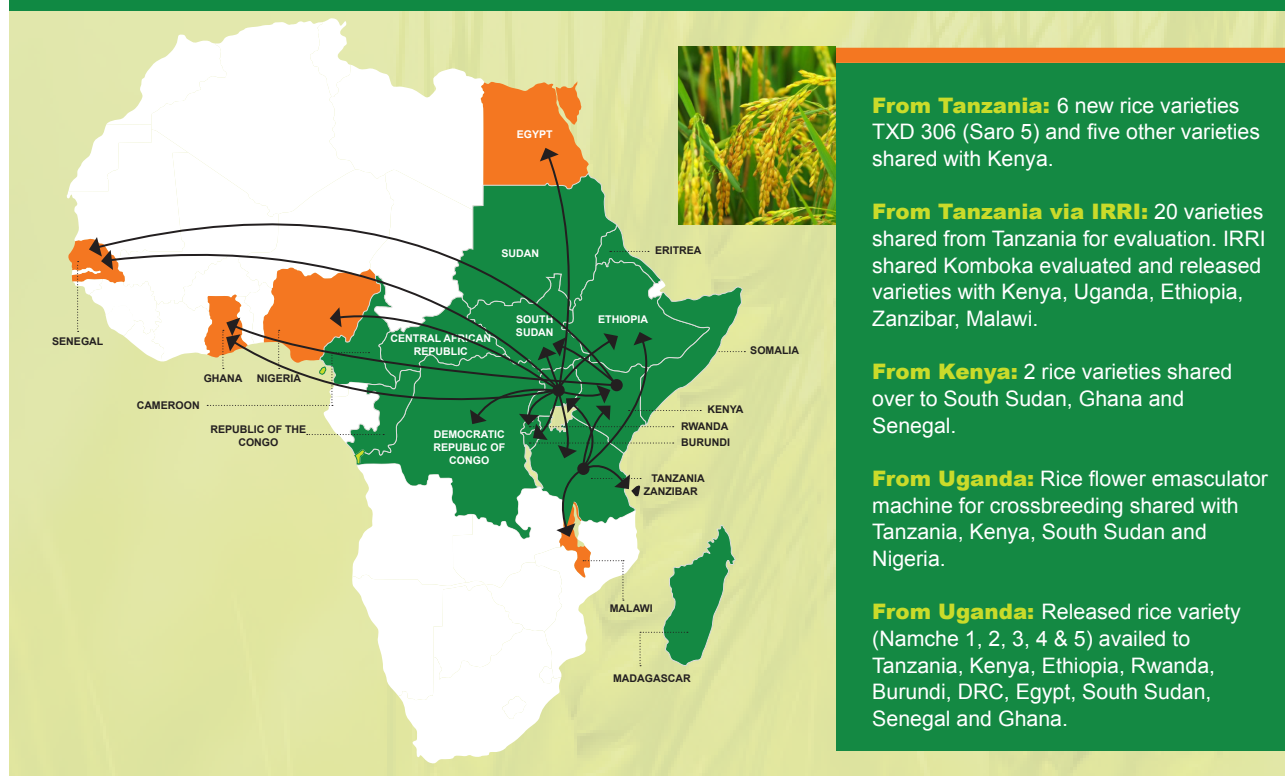 EGYPT
SUDAN
ERITREA
SOUTH
SUDAN
ETHIOPIA
CENTRAL AFRICAN
REPUBLIC
SENEGAL
SOMALIA
GHANA
NIGERIA
CAMEROON
KENYA
REPUBLIC OF THE
CONGO
DEMOCRATIC
REPUBLIC OF
CONGO
RWANDA
BURUNDI
TANZANIA
ZANZIBAR
MALAWI
MADAGASCAR
From Tanzania: 6 new rice varieties
TXD 306 (Saro 5) and five other varieties
shared with Kenya.
From Tanzania via IRRI: 20 varieties
shared from Tanzania for evaluation. IRRI
shared Komboka evaluated and released
varieties with Kenya, Uganda, Ethiopia,
Zanzibar, Malawi.
From Kenya: 2 rice varieties shared
over to South Sudan, Ghana and
Senegal.
From Uganda: Rice flower emasculator
machine for crossbreeding shared with
Tanzania, Kenya, South Sudan and
Nigeria.
From Uganda: Released rice variety
(Namche 1, 2, 3, 4 & 5) availed to
Tanzania, Kenya, Ethiopia, Rwanda,
Burundi, DRC, Egypt, South Sudan,
Senegal and Ghana.